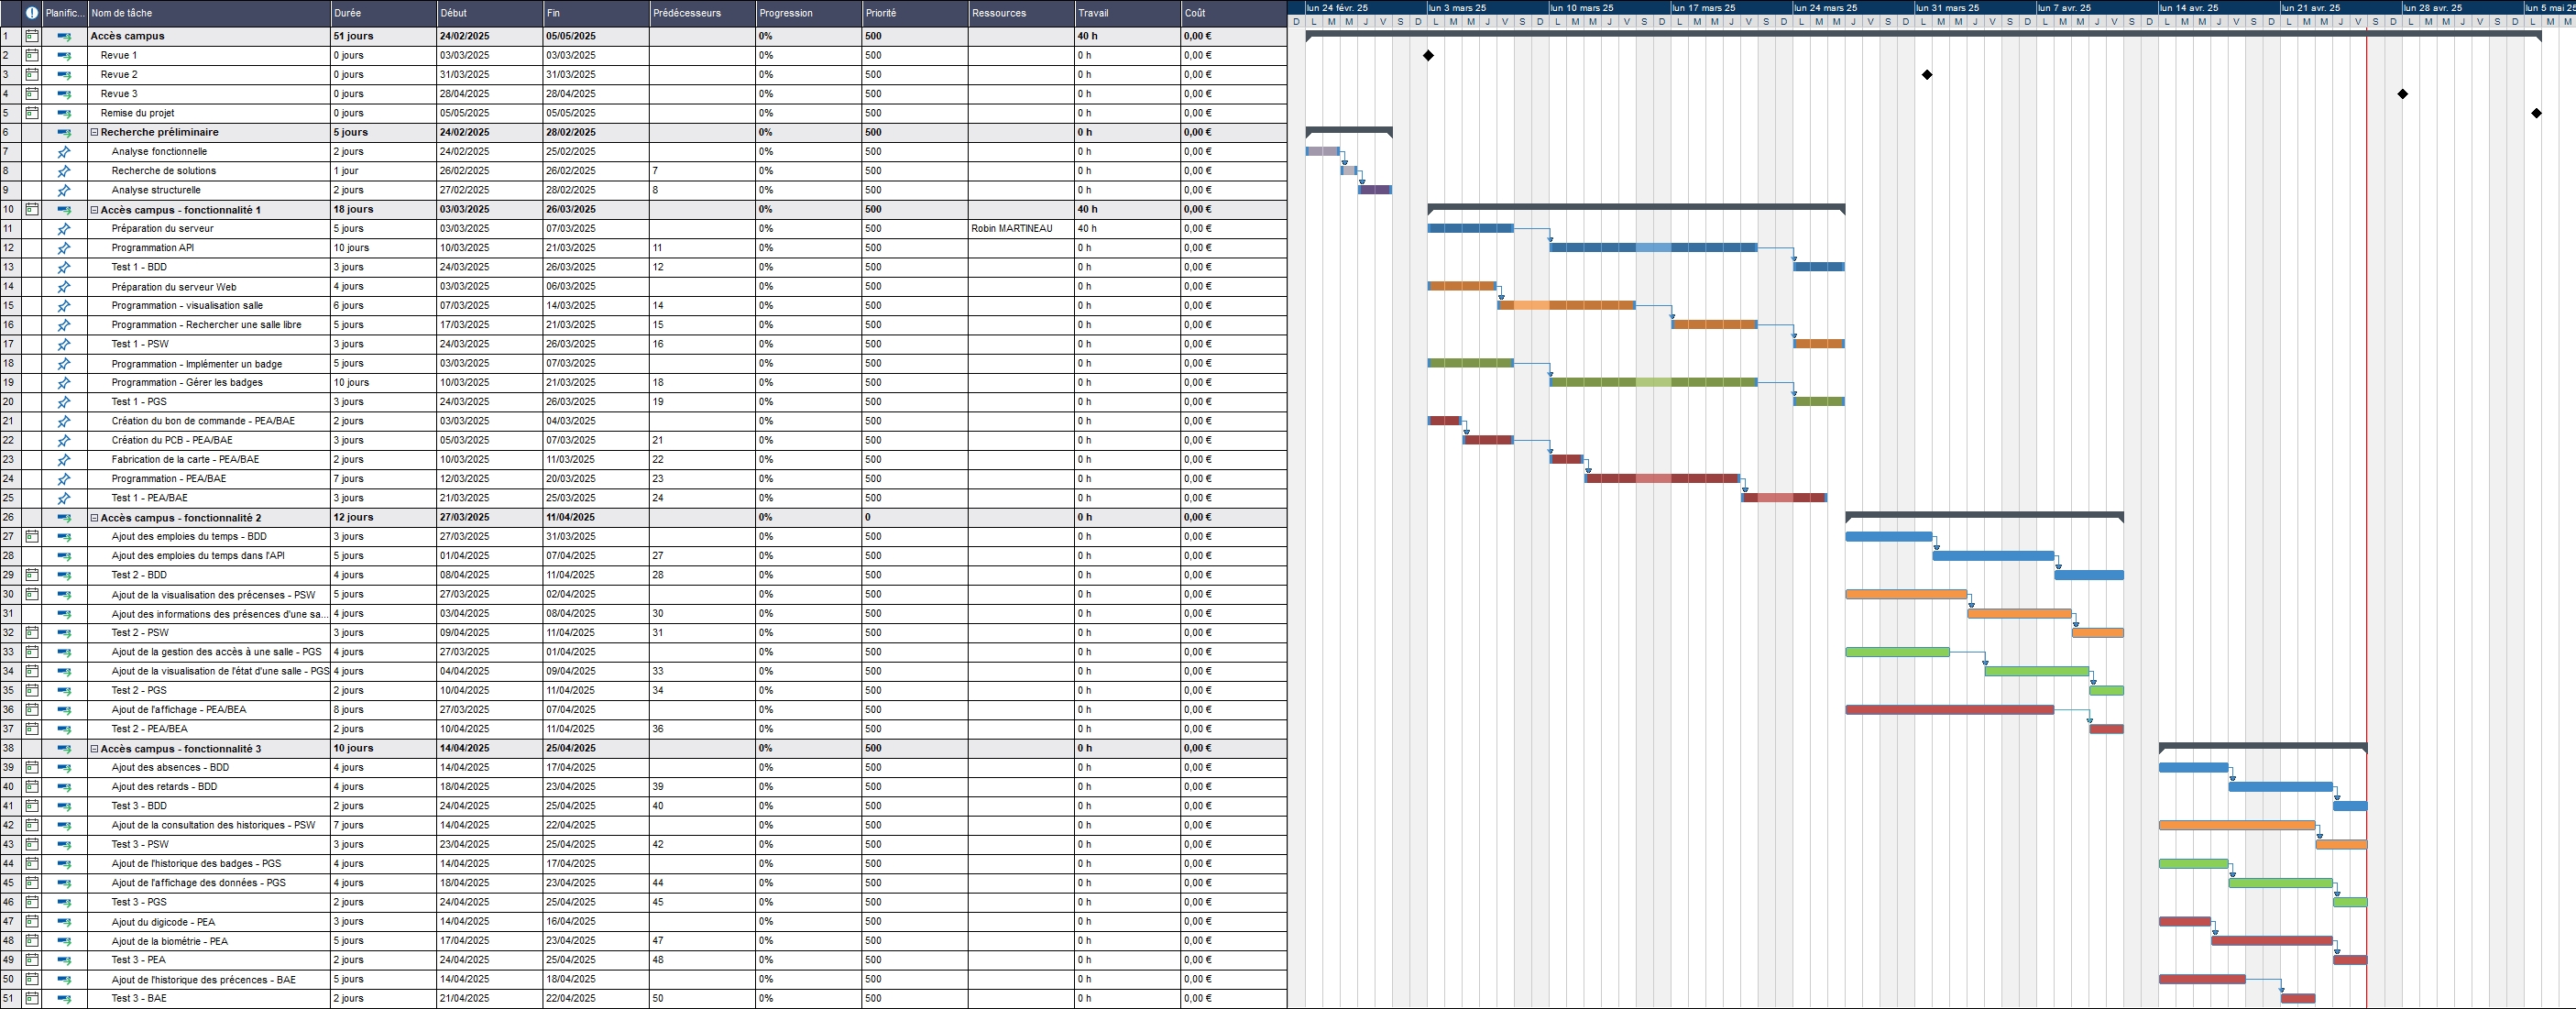 Planific... Nom de tâche Durée Début Fin Prédécesseurs Progression Priorité Ressources Travail Coût
lun 24 févr. 25 lun 3 mars 25 lun 10 mars 25 lun 17 mars 25 lun 24 mars 25 lun 31 mars 25 lun 7 avr. 25 lun 14 avr. 25 lun 21 avr. 25 lun 28 avr. 25 lun 5 mai 25
D L M M J V S D L M M J V S D L M M J V S D L M M J V S D L M M J V S D L M M J V S D L M M J V S D L M M J V S D L M M J V S D L M M J V S D L M
1 Accès campus 51 jours 24/02/2025 05/05/2025 0% 500 40 h 0,00 €
2 Revue 1 0 jours 03/03/2025 03/03/2025 0% 500 0 h 0,00 €
3 Revue 2 0 jours 31/03/2025 31/03/2025 0% 500 0 h 0,00 €
4 Revue 3 0 jours 28/04/2025 28/04/2025 0% 500 0 h 0,00 €
5 Remise du projet 0 jours 05/05/2025 05/05/2025 0% 500 0 h 0,00 €
6 Recherche préliminaire 5 jours 24/02/2025 28/02/2025 0% 500 0 h 0,00 €
7 Analyse fonctionnelle 2 jours 24/02/2025 25/02/2025 0% 500 0 h 0,00 €
8 Recherche de solutions 1 jour 26/02/2025 26/02/2025 7 0% 500 0 h 0,00 €
9 Analyse structurelle 2 jours 27/02/2025 28/02/2025 8 0% 500 0 h 0,00 €
10 Accès campus - fonctionnalité 1 18 jours 03/03/2025 26/03/2025 0% 500 40 h 0,00 €
11 Préparation du serveur 5 jours 03/03/2025 07/03/2025 0% 500 Robin MARTINEAU 40 h 0,00 €
12 Programmation API 10 jours 10/03/2025 21/03/2025 11 0% 500 0 h 0,00 €
13 Test 1 - BDD 3 jours 24/03/2025 26/03/2025 12 0% 500 0 h 0,00 €
14 Préparation du serveur Web 4 jours 03/03/2025 06/03/2025 0% 500 0 h 0,00 €
15 Programmation - visualisation salle 6 jours 07/03/2025 14/03/2025 14 0% 500 0 h 0,00 €
16 Programmation - Rechercher une salle libre 5 jours 17/03/2025 21/03/2025 15 0% 500 0 h 0,00 €
17 Test 1 - PSW 3 jours 24/03/2025 26/03/2025 16 0% 500 0 h 0,00 €
18 Programmation - Implémenter un badge 5 jours 03/03/2025 07/03/2025 0% 500 0 h 0,00 €
19 Programmation - Gérer les badges 10 jours 10/03/2025 21/03/2025 18 0% 500 0 h 0,00 €
20 Test 1 - PGS 3 jours 24/03/2025 26/03/2025 19 0% 500 0 h 0,00 €
21 Création du bon de commande - PEA/BAE 2 jours 03/03/2025 04/03/2025 0% 500 0 h 0,00 €
22 Création du PCB - PEA/BAE 3 jours 05/03/2025 07/03/2025 21 0% 500 0 h 0,00 €
23 Fabrication de la carte - PEA/BAE 2 jours 10/03/2025 11/03/2025 22 0% 500 0 h 0,00 €
24 Programmation - PEA/BAE 7 jours 12/03/2025 20/03/2025 23 0% 500 0 h 0,00 €
25 Test 1 - PEA/BAE 3 jours 21/03/2025 25/03/2025 24 0% 500 0 h 0,00 €
26 Accès campus - fonctionnalité 2 12 jours 27/03/2025 11/04/2025 0% 0 0 h 0,00 €
27 Ajout des emploies du temps - BDD 3 jours 27/03/2025 31/03/2025 0% 500 0 h 0,00 €
28 Ajout des emploies du temps dans l'API 5 jours 01/04/2025 07/04/2025 27 0% 500 0 h 0,00 €
29 Test 2 - BDD 4 jours 08/04/2025 11/04/2025 28 0% 500 0 h 0,00 €
30 Ajout de la visualisation des précenses - PSW 5 jours 27/03/2025 02/04/2025 0% 500 0 h 0,00 €
31 Ajout des informations des présences d'une sa... 4 jours 03/04/2025 08/04/2025 30 0% 500 0 h 0,00 €
32 Test 2 - PSW 3 jours 09/04/2025 11/04/2025 31 0% 500 0 h 0,00 €
33 Ajout de la gestion des accès à une salle - PGS 4 jours 27/03/2025 01/04/2025 0% 500 0 h 0,00 €
34 Ajout de la visualisation de l'état d'une salle - PGS 4 jours 04/04/2025 09/04/2025 33 0% 500 0 h 0,00 €
35 Test 2 - PGS 2 jours 10/04/2025 11/04/2025 34 0% 500 0 h 0,00 €
36 Ajout de l'affichage - PEA/BEA 8 jours 27/03/2025 07/04/2025 0% 500 0 h 0,00 €
37 Test 2 - PEA/BEA 2 jours 10/04/2025 11/04/2025 36 0% 500 0 h 0,00 €
38 Accès campus - fonctionnalité 3 10 jours 14/04/2025 25/04/2025 0% 500 0 h 0,00 €
39 Ajout des absences - BDD 4 jours 14/04/2025 17/04/2025 0% 500 0 h 0,00 €
40 Ajout des retards - BDD 4 jours 18/04/2025 23/04/2025 39 0% 500 0 h 0,00 €
41 Test 3 - BDD 2 jours 24/04/2025 25/04/2025 40 0% 500 0 h 0,00 €
42 Ajout de la consultation des historiques - PSW 7 jours 14/04/2025 22/04/2025 0% 500 0 h 0,00 €
43 Test 3 - PSW 3 jours 23/04/2025 25/04/2025 42 0% 500 0 h 0,00 €
44 Ajout de l'historique des badges - PGS 4 jours 14/04/2025 17/04/2025 0% 500 0 h 0,00 €
45 Ajout de l'affichage des données - PGS 4 jours 18/04/2025 23/04/2025 44 0% 500 0 h 0,00 €
46 Test 3 - PGS 2 jours 24/04/2025 25/04/2025 45 0% 500 0 h 0,00 €
47 Ajout du digicode - PEA 3 jours 14/04/2025 16/04/2025 0% 500 0 h 0,00 €
48 Ajout de la biométrie - PEA 5 jours 17/04/2025 23/04/2025 47 0% 500 0 h 0,00 €
49 Test 3 - PEA 2 jours 24/04/2025 25/04/2025 48 0% 500 0 h 0,00 €
50 Ajout de l'historique des précences - BAE 5 jours 14/04/2025 18/04/2025 0% 500 0 h 0,00 €
51 Test 3 - BAE 2 jours 21/04/2025 22/04/2025 50 0% 500 0 h 0,00 €